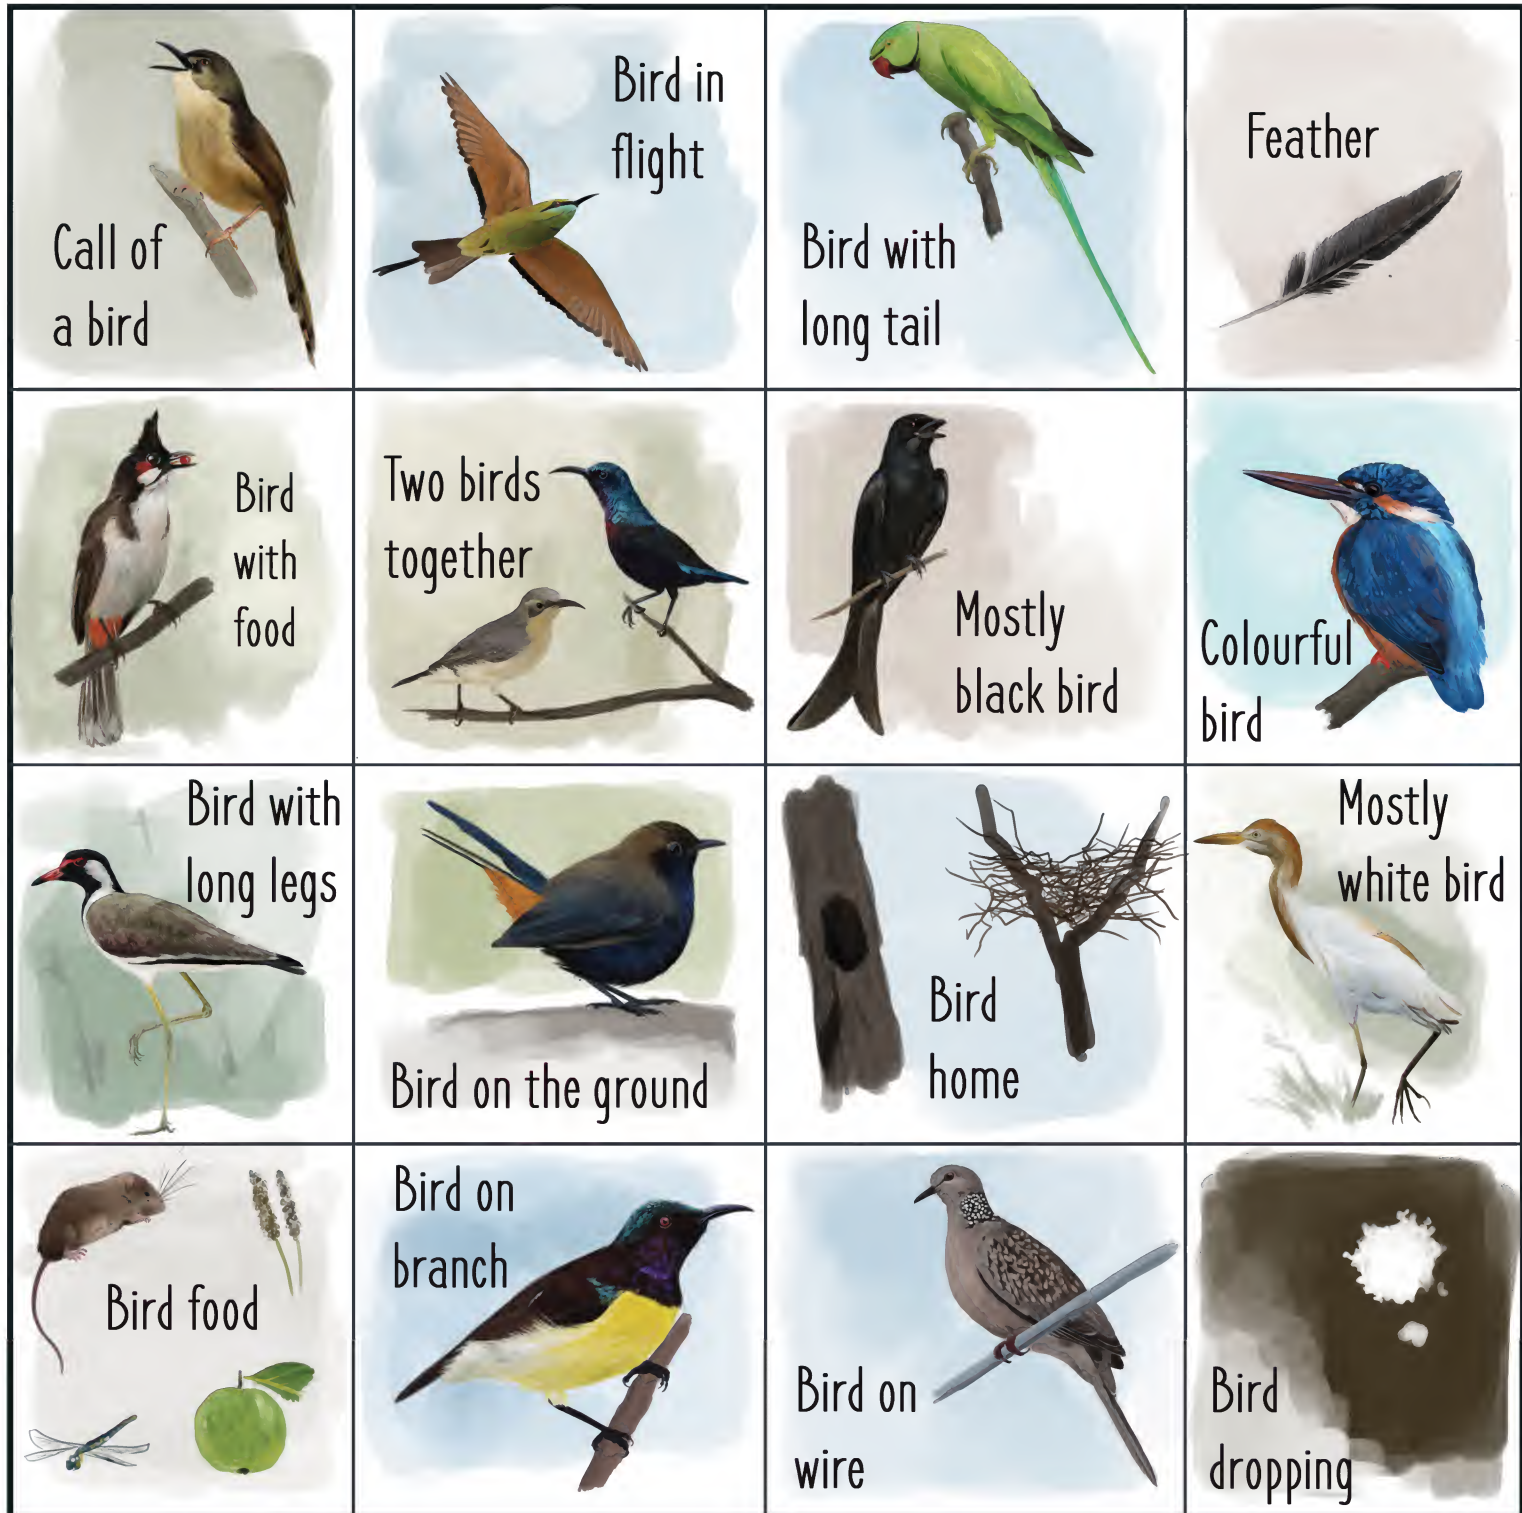 Call of
a bird
Bird in
flight
Bird with
long tail
Feather
Bird
with
food
Two birds
together
Mostly
black bird
Colourful
bird
Bird with
long legs
Bird on the ground
Bird
home
Mostly
white bird
Bird food
Bird on
branch
Bird on
wire
Bird
dropping